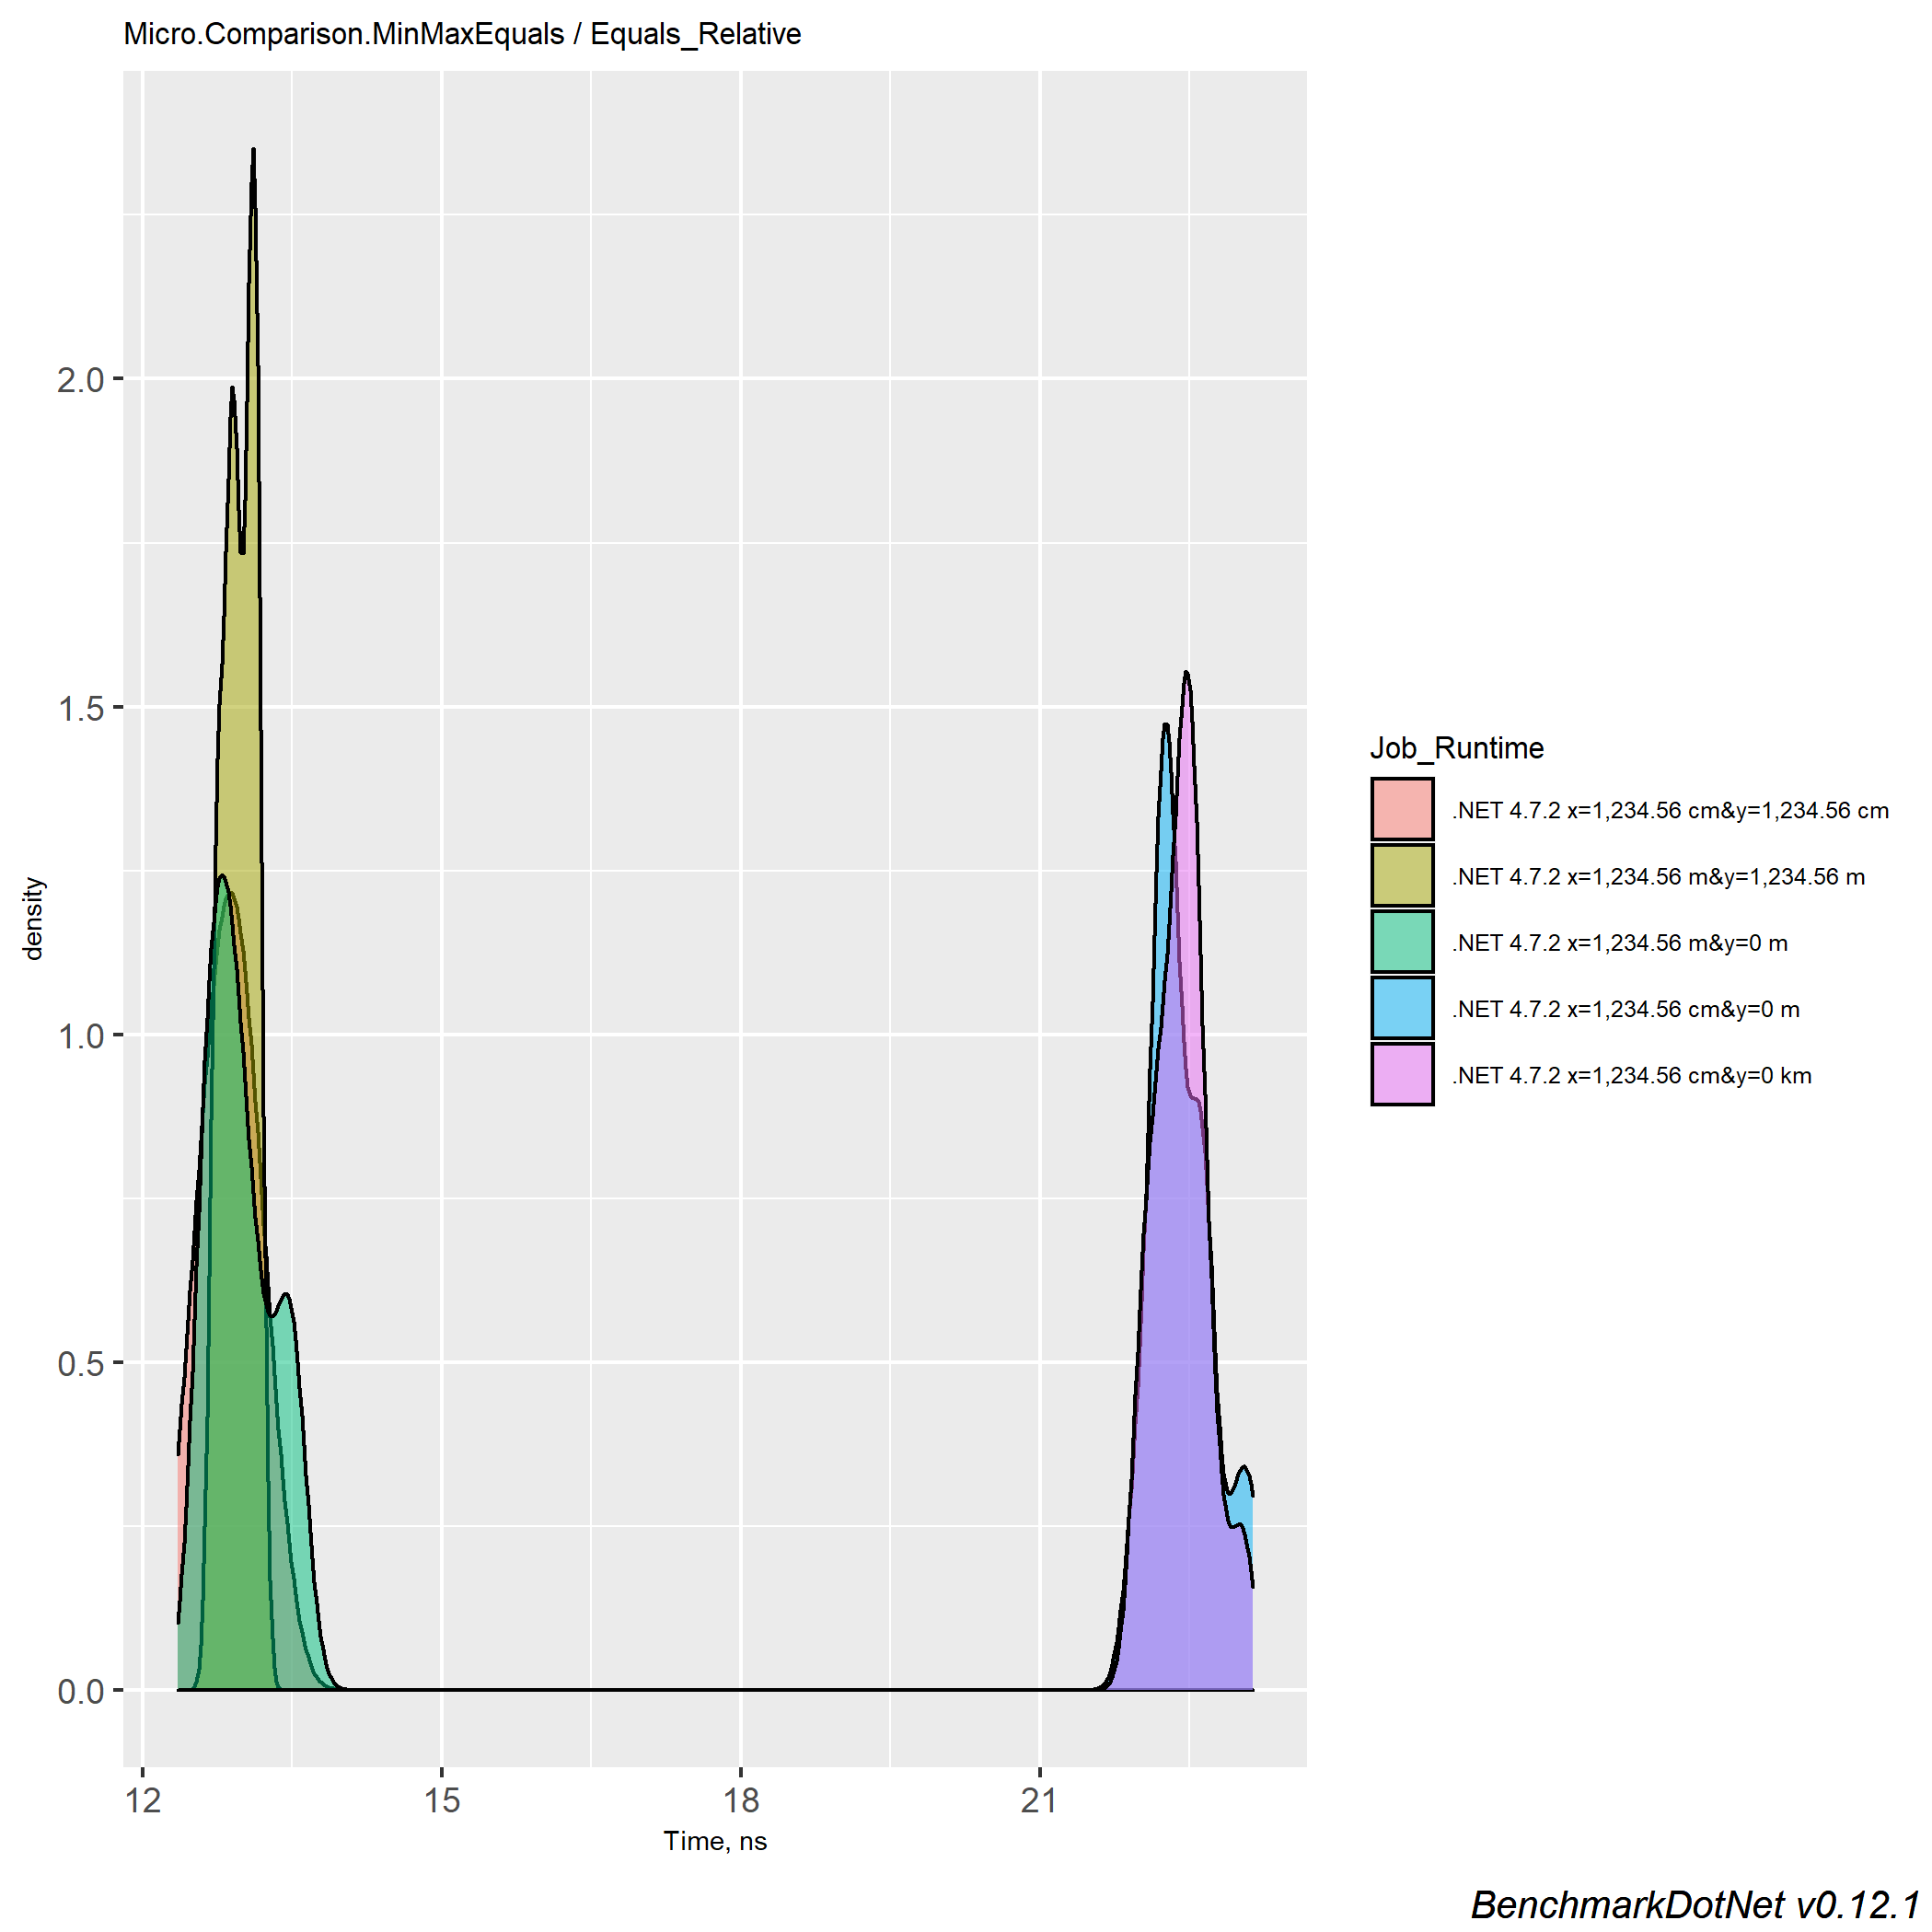 Micro.Comparison.MinMaxEquals / Equals_Relative
density
2.0
1.5
1.0
0.5
0.0
12 15 18 21
Time, ns
Job_Runtime
.NET 4.7.2 x=1,234.56 cm&y=1,234.56 cm
.NET 4.7.2 x=1,234.56 m&y=1,234.56 m
.NET 4.7.2 x=1,234.56 m&y=0 m
.NET 4.7.2 x=1,234.56 cm&y=0 m
.NET 4.7.2 x=1,234.56 cm&y=0 km
BenchmarkDotNet v0.12.1